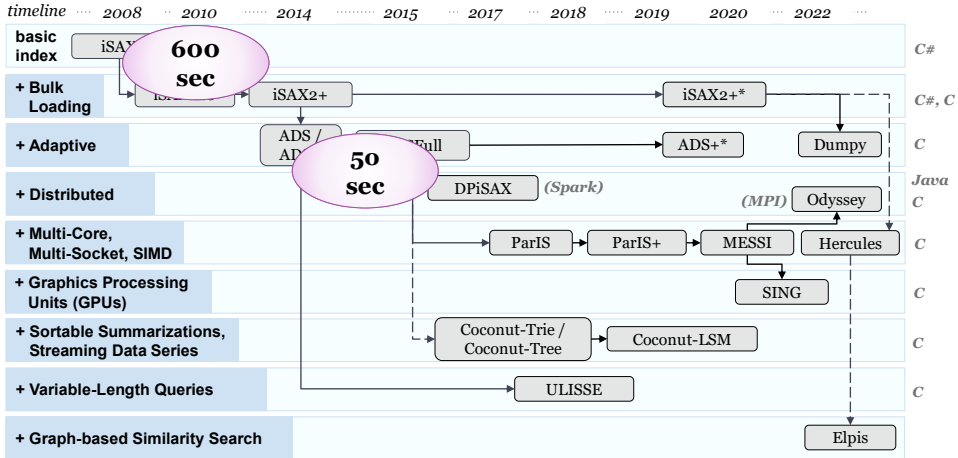 timeline 2008 2010 2014 2015 2017 2018 2019 2020 2022
basic
index
600
sec
C#
+ Bulk
Loading
iSAX2+
iSAX2+*
C#, C
+ Adaptive
ADS /
50
sec
ADS+*
Dumpy
C
+ Distributed
DPiSAX
(Spark)
(MPI)
Odyssey
Java
C
+ Multi-Core,
Multi-Socket, SIMD
ParIS
ParIS+
MESSI
Hercules
C
+ Graphics Processing
Units (GPUs)
SING
C
+ Sortable Summarizations,
Streaming Data Series
Coconut-Trie /
Coconut-Tree
Coconut-LSM
C
+ Variable-Length Queries
ULISSE
C
+ Graph-based Similarity Search
Elpis